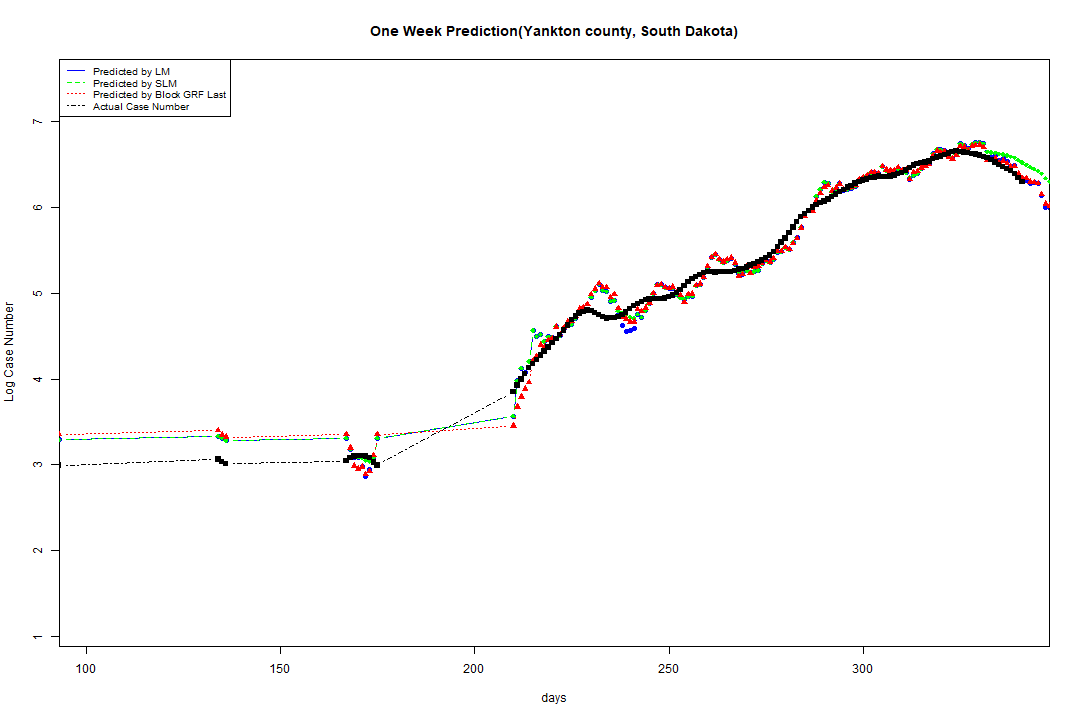 One Week Prediction(Yankton county, South Dakota)
Predicted by LM
Predicted by SLM
Predicted by Block GRF Last
Actual Case Number
Log Case Number
7
6
5
4
3
2
1
100 150 200 250 300
days